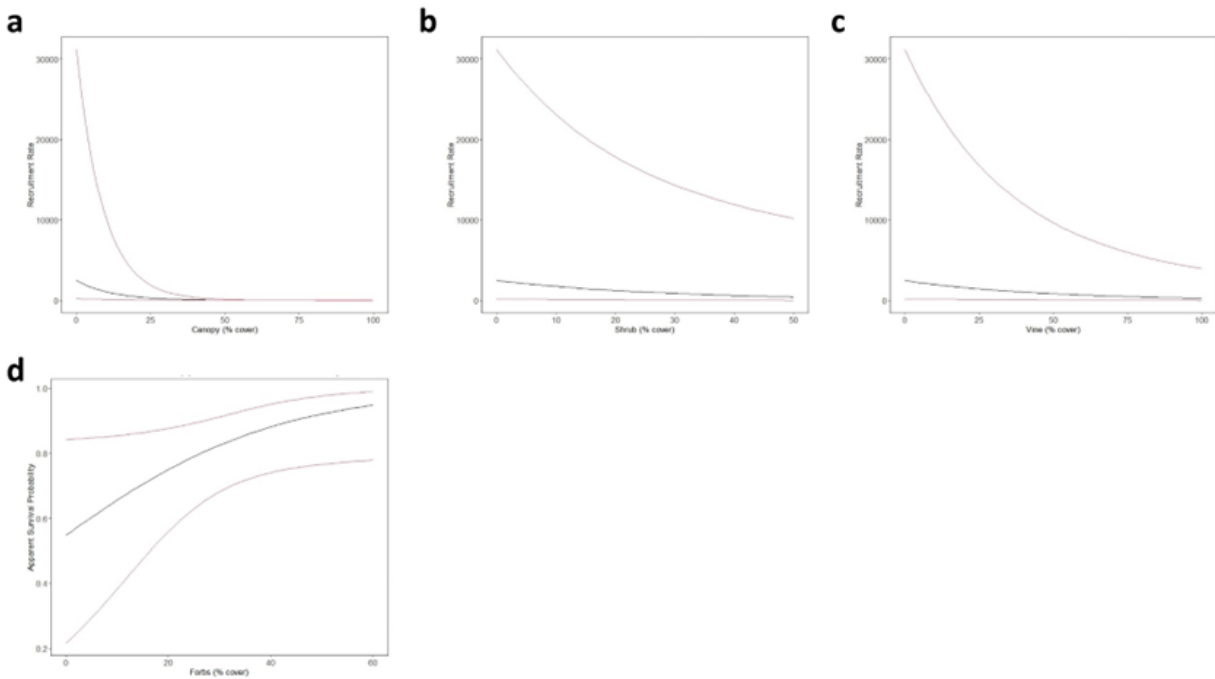 a
30000
20000
10000
0
Recruitment Rate
0 25 50 75 100
Canopy (% cover)
b
30000
20000
10000
0
Recruitment Rate
0 10 20 30 40 50
Shrub (% cover)
c
30000
20000
10000
0
Recruitment Rate
0 25 50 75 100
Vine (% cover)
d
1.0
0.8
0.6
0.4
0.2
Apparent Survival Probability
0 20 40 60
Forbs (% cover)